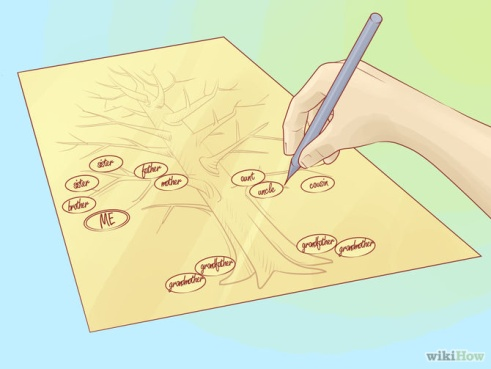 sister
father
sister
mother
aunt
uncle
cousin
brother
ME
grandfather
grandmother
grandfather
grandmother
wikiHow